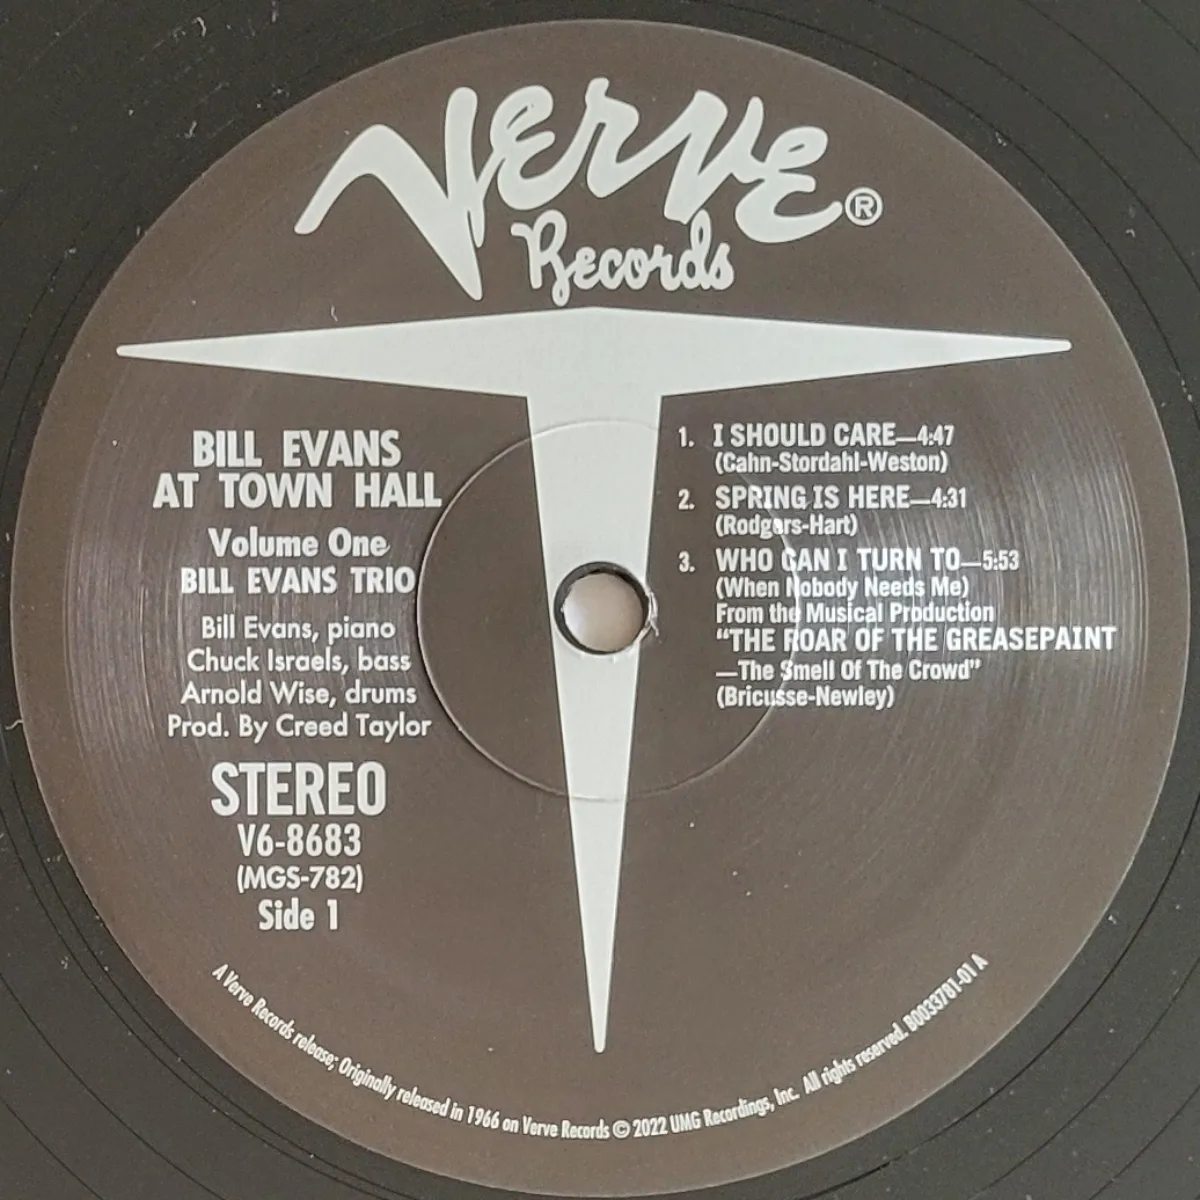 Verve®
Records
BILL EVANS
AT TOWN HALL
Volume One
BILL EVANS TRIO
Bill Evans, piano
Chuck Israels, bass
Arnold Wise, drums
Prod. By Creed Taylor
STEREO
V6-8683
(MGS-782)
Side 1
1. I SHOULD CARE—4:47
(Cahn-Stordahl-Weston)
2. SPRING IS HERE—4:31
(Rodgers-Hart)
3. WHO CAN I TURN TO—5:53
(When Nobody Needs Me)
From the Musical Production
"THE ROAR OF THE GREASEPAINT
—The Smell Of The Crowd"
(Bricusse-Newley)
A Verve Records release; Originally released in 1966 on Verve Records © 2022 UMG Recordings, Inc. All rights reserved. B0033781-01 A